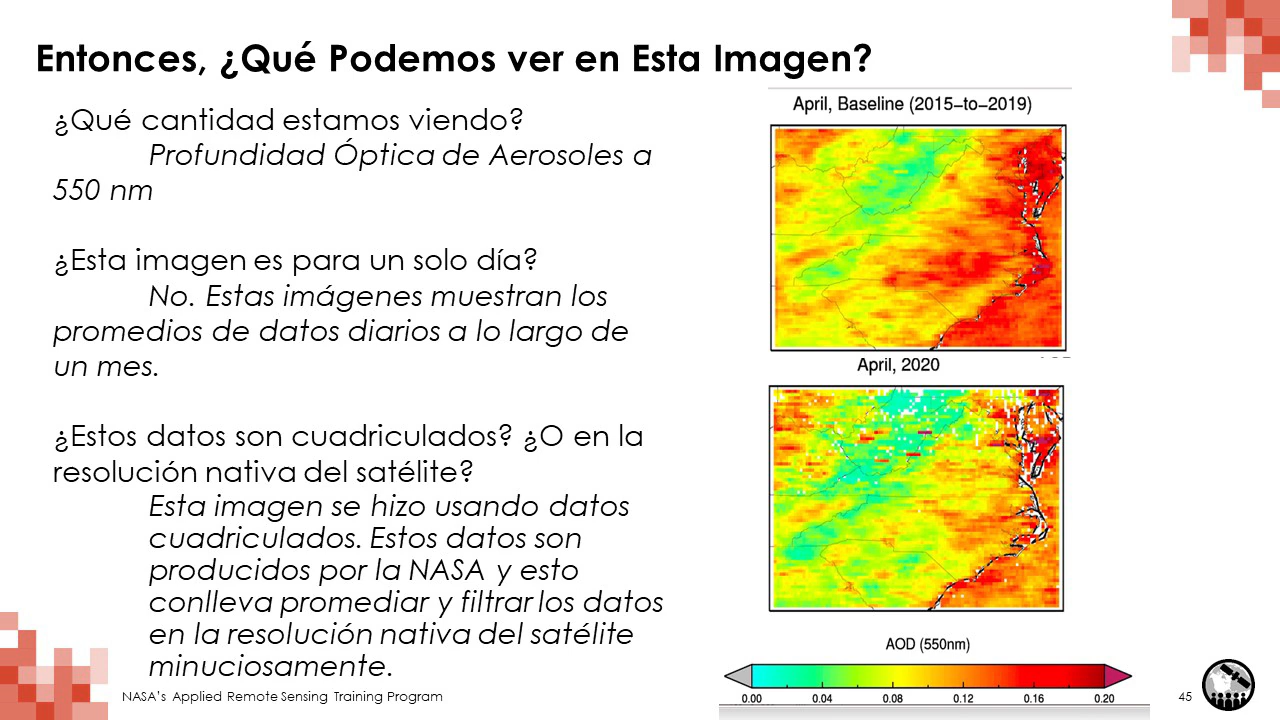 Entonces, ¿Qué Podemos ver en Esta Imagen?
¿Qué cantidad estamos viendo?
Profundidad Óptica de Aerosoles a
550 nm
¿Esta imagen es para un solo día?
No. Estas imágenes muestran los
promedios de datos diarios a lo largo de
un mes.
¿Estos datos son cuadriculados? ¿O en la
resolución nativa del satélite?
Esta imagen se hizo usando datos
cuadriculados. Estos datos son
producidos por la NASA y esto
conlleva promediar y filtrar los datos
en la resolución nativa del satélite
minuciosamente.
April, Baseline (2015-to-2019)
April, 2020
AOD (550nm)
0.00 0.04 0.08 0.12 0.16 0.20
NASA's Applied Remote Sensing Training Program
45